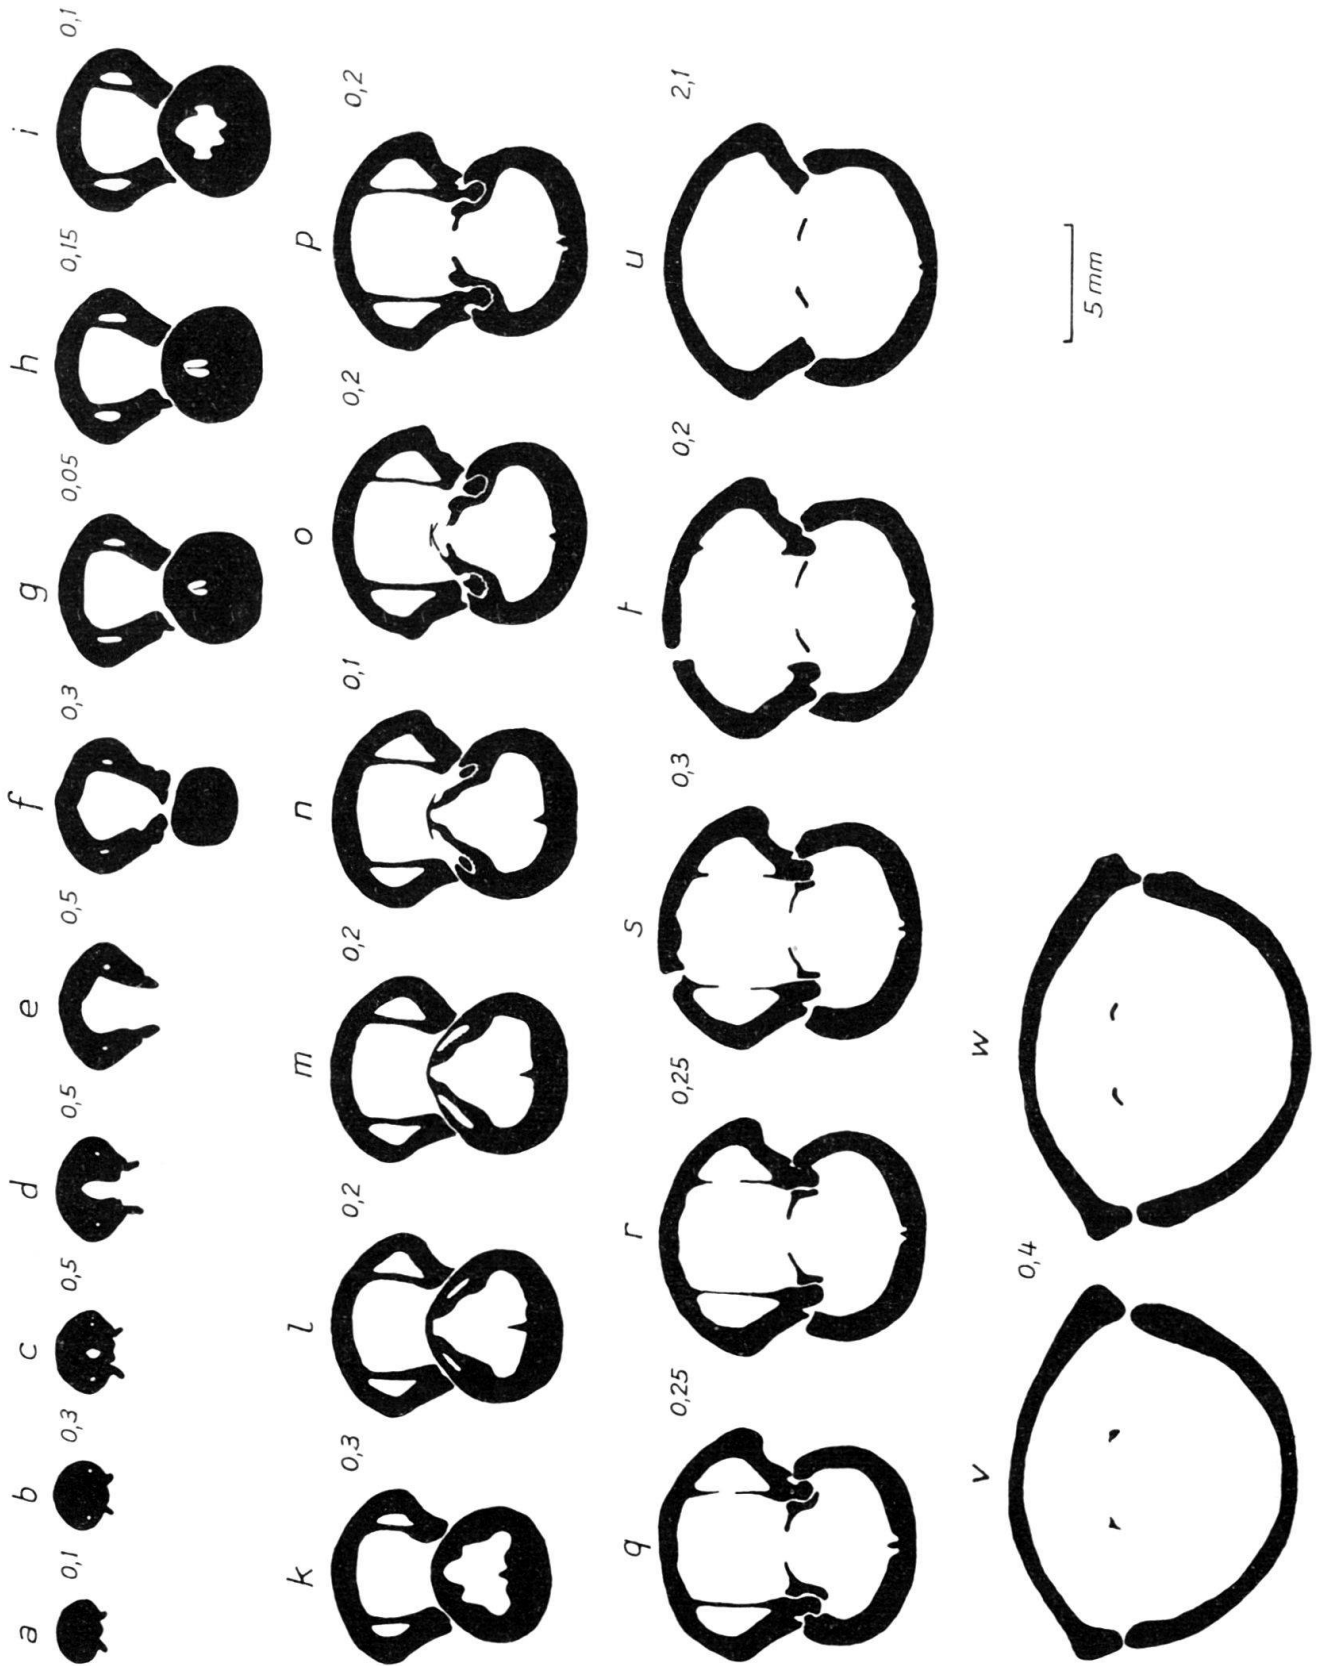 a 0,1 b 0,3 c 0,5 d 0,5 e 0,5 f 0,3 g 0,05 h 0,15 i 0,1
k 0,3 l 0,2 m 0,2 n 0,1 o 0,2 p 0,2
q 0,25 r 0,25 s 0,3 t 0,2 u 2,1
v 0,4 w
5 mm